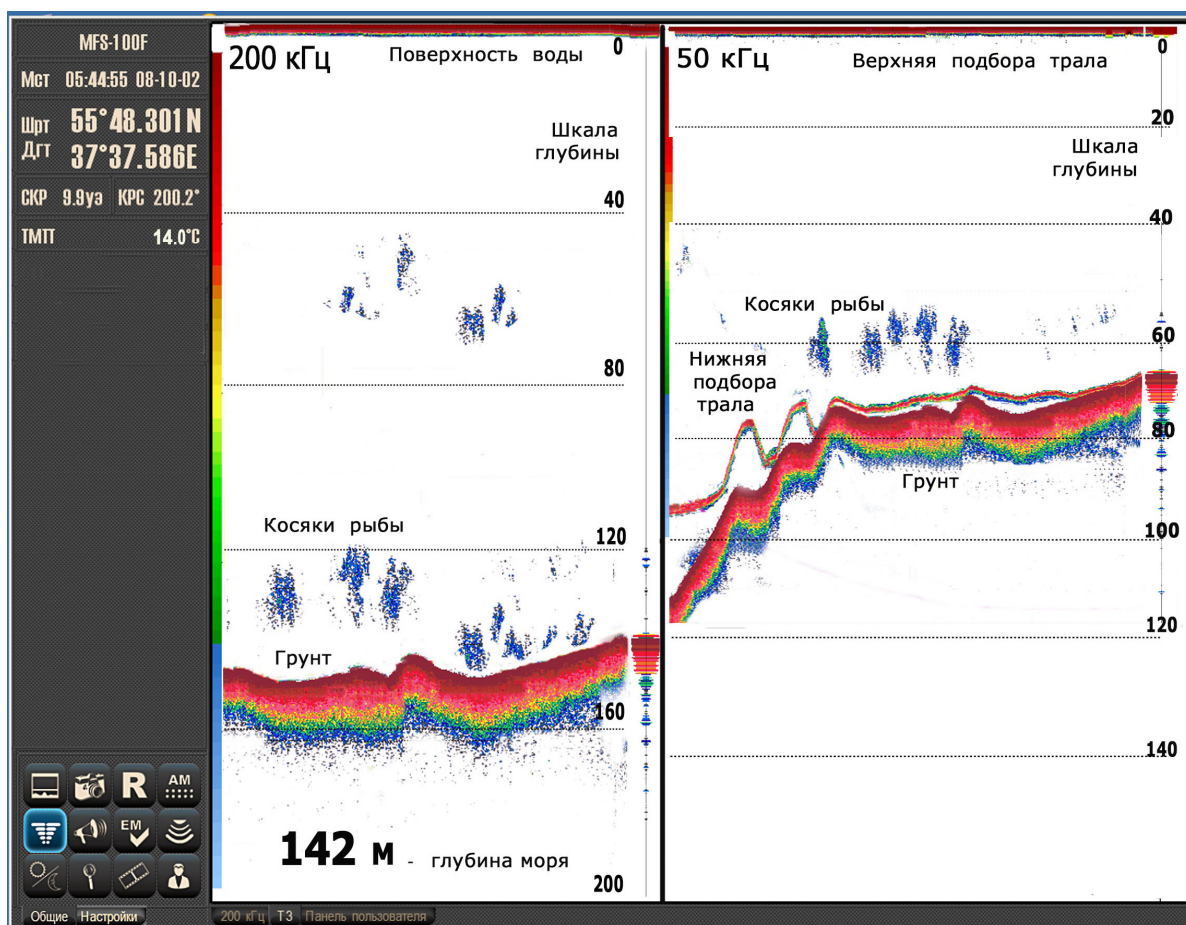 MFS-100F
Мст 05:44:55 08-10-02
Шрт 55°48.301N
Дгт 37°37.586E
СКР 9.9уз КРС 200.2°
ТМП 14.0°C
200 кГц
Поверхность воды
0
Шкала
глубины
40
80
Косяки рыбы
120
Грунт
160
142 м - глубина моря
200
50 кГц
Верхняя подбора трала
0
20
Шкала
глубины
40
Косяки рыбы
60
Нижняя
подбора
трала
80
Грунт
100
120
140
R
AM
EM
Общие Настройки
200 кГц ТЗ Панель пользователя